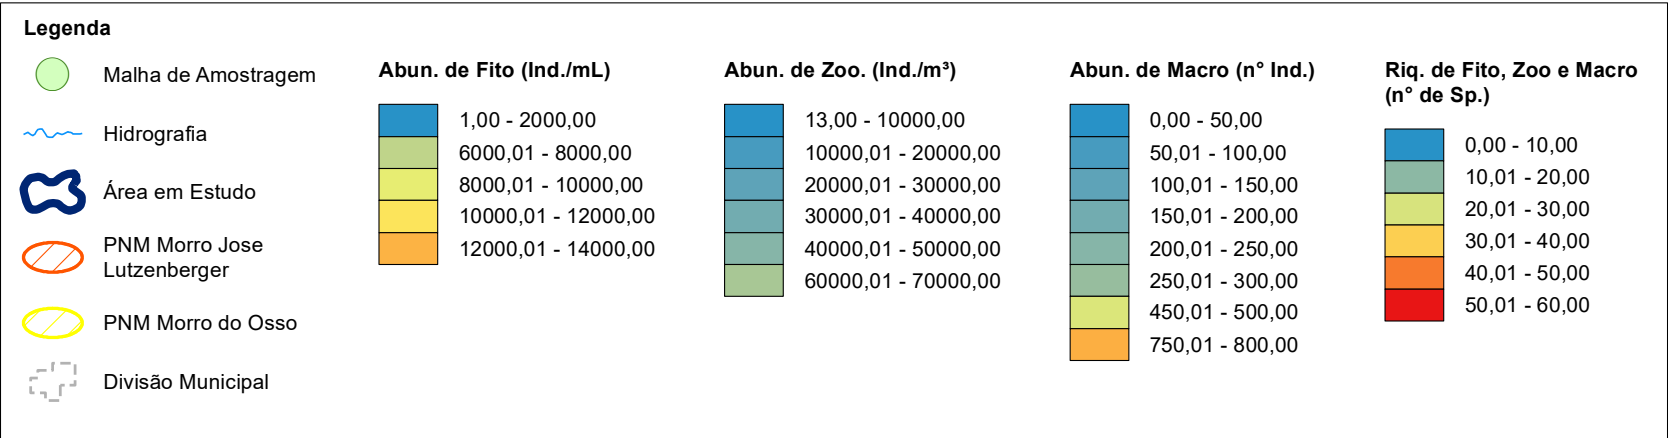 Legenda
Malha de Amostragem
Hidrografia
Área em Estudo
PNM Morro Jose
Lutzenberger
PNM Morro do Osso
Divisão Municipal
Abun. de Fito (Ind./mL)
1,00 - 2000,00
6000,01 - 8000,00
8000,01 - 10000,00
10000,01 - 12000,00
12000,01 - 14000,00
Abun. de Zoo. (Ind./m³)
13,00 - 10000,00
10000,01 - 20000,00
20000,01 - 30000,00
30000,01 - 40000,00
40000,01 - 50000,00
60000,01 - 70000,00
Abun. de Macro (n° Ind.)
0,00 - 50,00
50,01 - 100,00
100,01 - 150,00
150,01 - 200,00
200,01 - 250,00
250,01 - 300,00
450,01 - 500,00
750,01 - 800,00
Riq. de Fito, Zoo e Macro
(n° de Sp.)
0,00 - 10,00
10,01 - 20,00
20,01 - 30,00
30,01 - 40,00
40,01 - 50,00
50,01 - 60,00